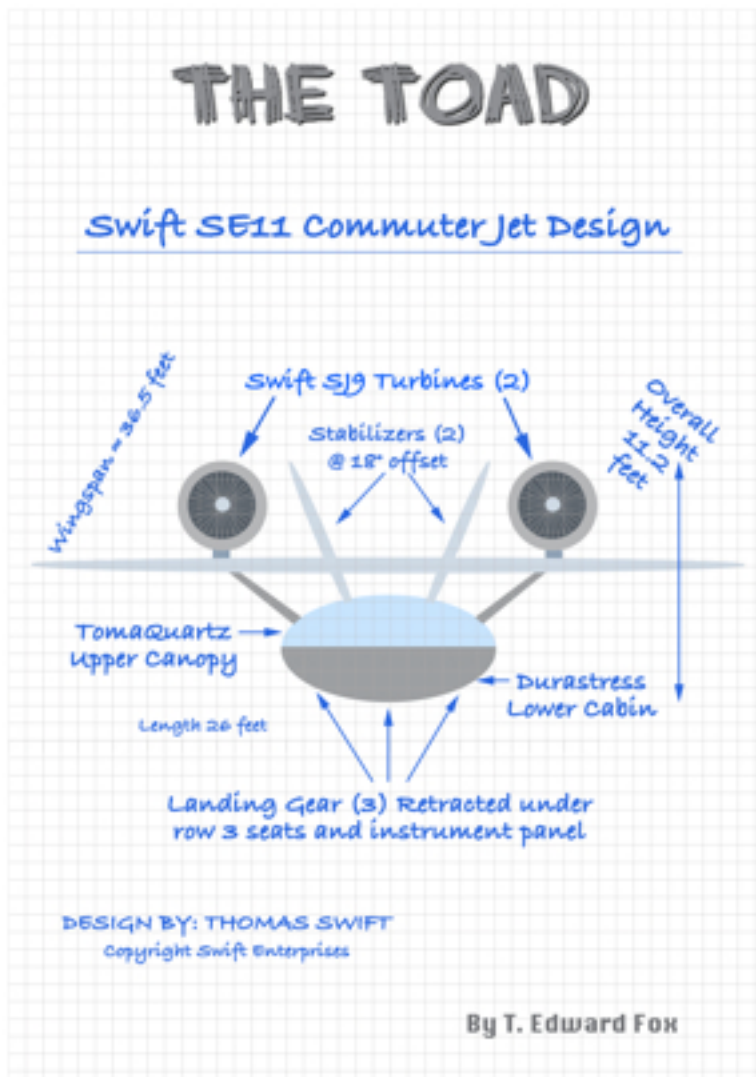 THE TOAD
Swift SE11 Commuter Jet Design
Wingspan = 36.5 feet
Swift SJ9 Turbines (2)
Stabilizers (2)
@ 18° offset
Overall
Height
11.2
feet
TomaQuartz
Upper Canopy
Durastress
Lower Cabin
Length 26 feet
Landing Gear (3) Retracted under
row 3 seats and instrument panel
DESIGN BY: THOMAS SWIFT
Copyright Swift Enterprises
By T. Edward Fox